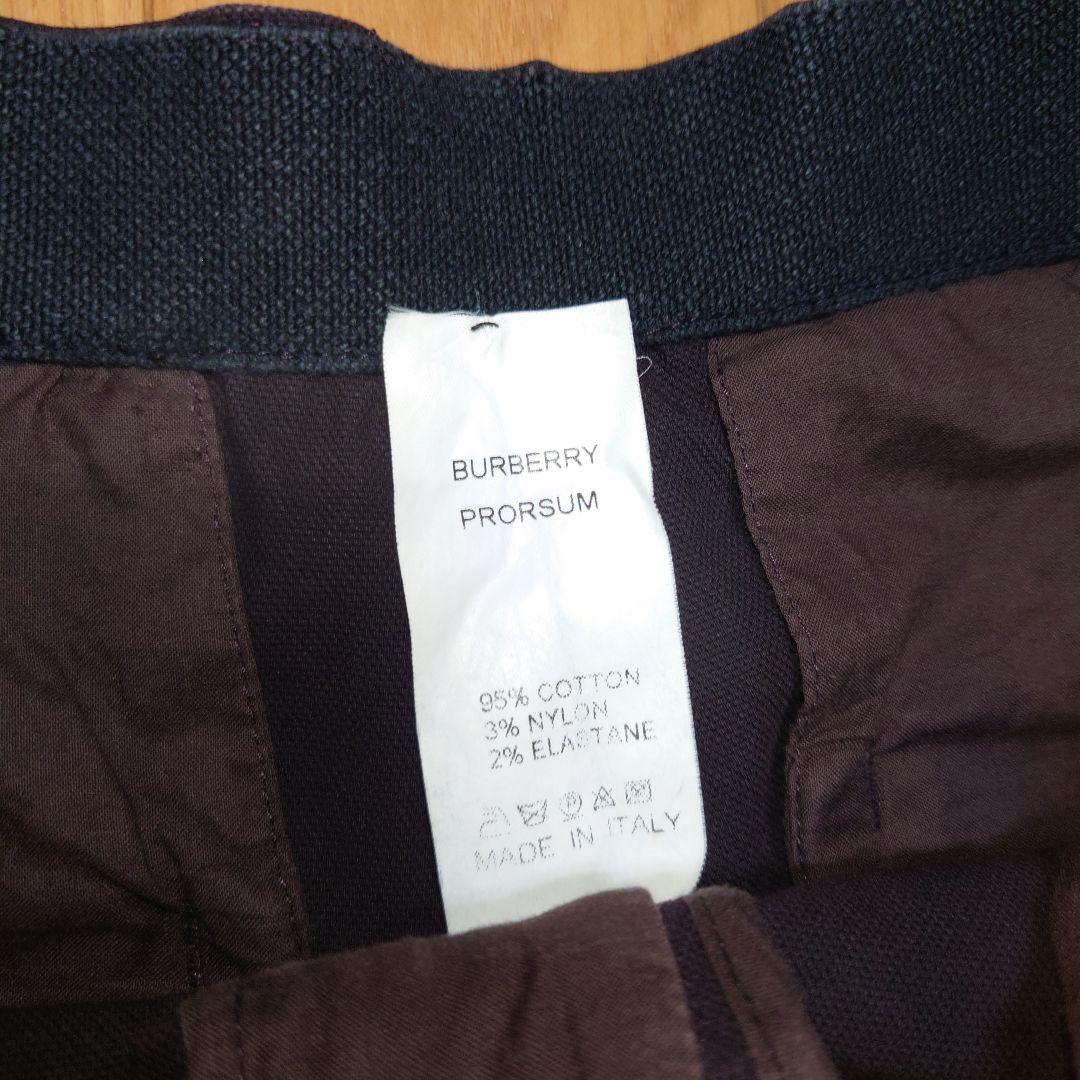 BURBERRY
PRORSUM
95% COTTON
3% NYLON
2% ELASTANE
MADE IN ITALY